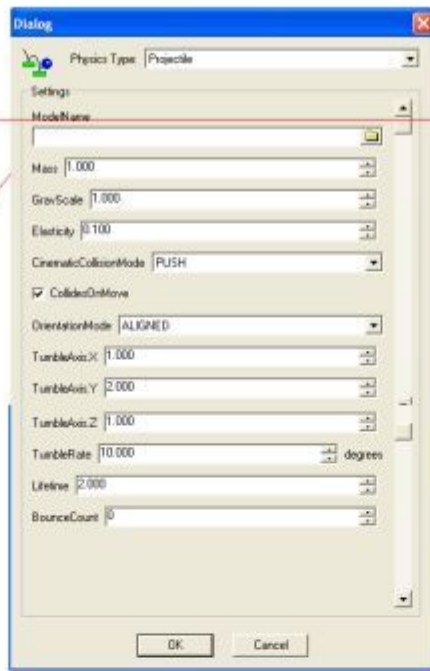 Dialog
Physics Type: Projectile
Settings
ModelName
Mass 1.000
GravScale 1.000
Elasticity 0.100
CinematicCollisionMode PUSH
CollidesOnMove
OrientationMode ALIGNED
TumbleAxis.X 1.000
TumbleAxis.Y 2.000
TumbleAxis.Z 1.000
TumbleRate 10.000 degrees
Lifetime 2.000
BounceCount 0
OK Cancel